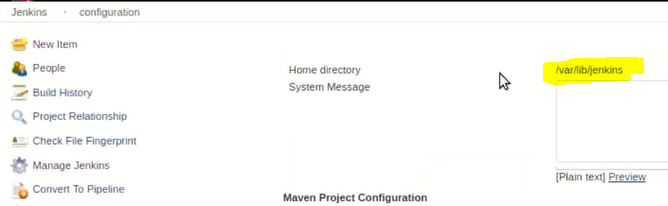 Jenkins › configuration
New Item
People
Build History
Project Relationship
Check File Fingerprint
Manage Jenkins
Convert To Pipeline
Home directory /var/lib/jenkins
System Message
[Plain text] Preview
Maven Project Configuration